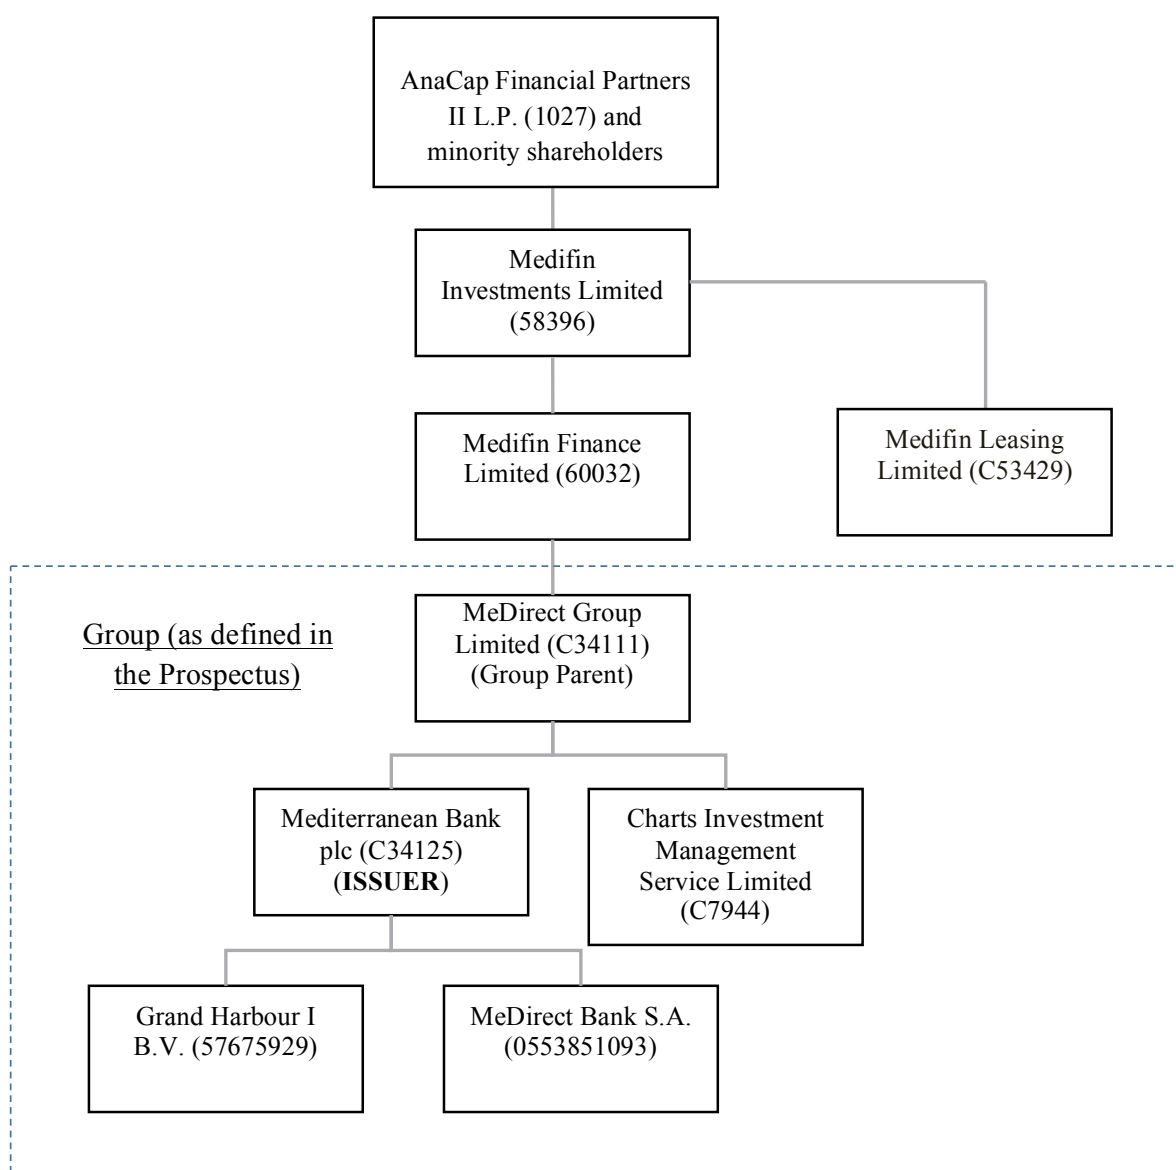 AnaCap Financial Partners
II L.P. (1027) and
minority shareholders
Medifin
Investments Limited
(58396)
Medifin Finance
Limited (60032)
Medifin Leasing
Limited (C53429)
Group (as defined in
the Prospectus)
MeDirect Group
Limited (C34111)
(Group Parent)
Mediterranean Bank
plc (C34125)
(ISSUER)
Charts Investment
Management
Service Limited
(C7944)
Grand Harbour I
B.V. (57675929)
MeDirect Bank S.A.
(0553851093)